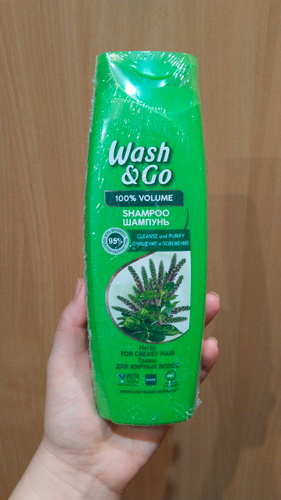 Wash
&Go
100% VOLUME
SHAMPOO
ШАМПУНЬ
CLEANSE and PURIFY
ОЧИЩЕНИЕ и ОСВЕЖЕНИЕ
95%
Herbs
FOR GREASY HAIR
Травы
ДЛЯ ЖИРНЫХ ВОЛОС